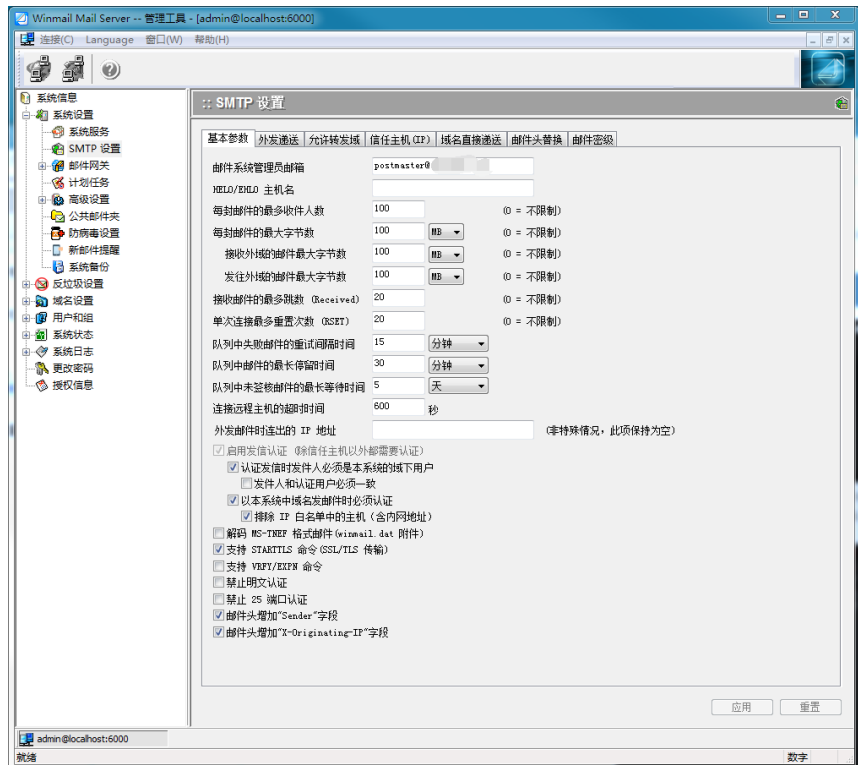 Winmail Mail Server -- 管理工具 - [admin@localhost:6000]
连接(C) Language 窗口(W) 帮助(H)
系统信息
系统设置
系统服务
SMTP 设置
邮件网关
计划任务
高级设置
公共邮件夹
防病毒设置
新邮件提醒
系统备份
反垃圾设置
域名设置
用户和组
系统状态
系统日志
更改密码
授权信息
:: SMTP 设置
基本参数 外发递送 允许转发域 信任主机(IP) 域名直接递送 邮件头替换 邮件密级
邮件系统管理员邮箱 postmaster@
HELO/EHLO 主机名
每封邮件的最多收件人数 100 (0 = 不限制)
每封邮件的最大字节数 100 MB (0 = 不限制)
接收外域的邮件最大字节数 100 MB (0 = 不限制)
发往外域的邮件最大字节数 100 MB (0 = 不限制)
接收邮件的最多跳数 (Received) 20 (0 = 不限制)
单次连接最多重置次数 (RSET) 20 (0 = 不限制)
队列中失败邮件的重试间隔时间 15 分钟
队列中邮件的最长停留时间 30 分钟
队列中未签核邮件的最长等待时间 5 天
连接远程主机的超时时间 600 秒
外发邮件时连出的 IP 地址 (非特殊情况，此项保持为空)
启用发信认证 (除信任主机以外都需要认证)
认证发信时发件人必须是本系统的域下用户
发件人和认证用户必须一致
以本系统中域名发邮件时必须认证
排除 IP 白名单中的主机 (含内网地址)
解码 MS-TNEF 格式邮件(winmail.dat 附件)
支持 STARTTLS 命令(SSL/TLS 传输)
支持 VRFY/EXPN 命令
禁止明文认证
禁止 25 端口认证
邮件头增加"Sender"字段
邮件头增加"X-Originating-IP"字段
应用 重置
admin@localhost:6000
就绪 数字